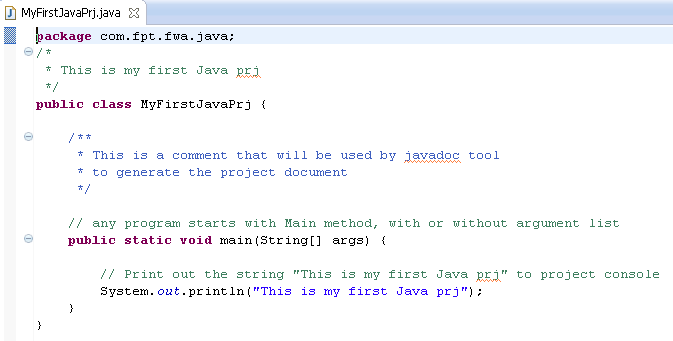 MyFirstJavaPrj.java
package com.fpt.fwa.java;
/*
 * This is my first Java prj
 */
public class MyFirstJavaPrj {
    /**
     * This is a comment that will be used by javadoc tool
     * to generate the project document
     */
    // any program starts with Main method, with or without argument list
    public static void main(String[] args) {
        // Print out the string "This is my first Java prj" to project console
        System.out.println("This is my first Java prj");
    }
}